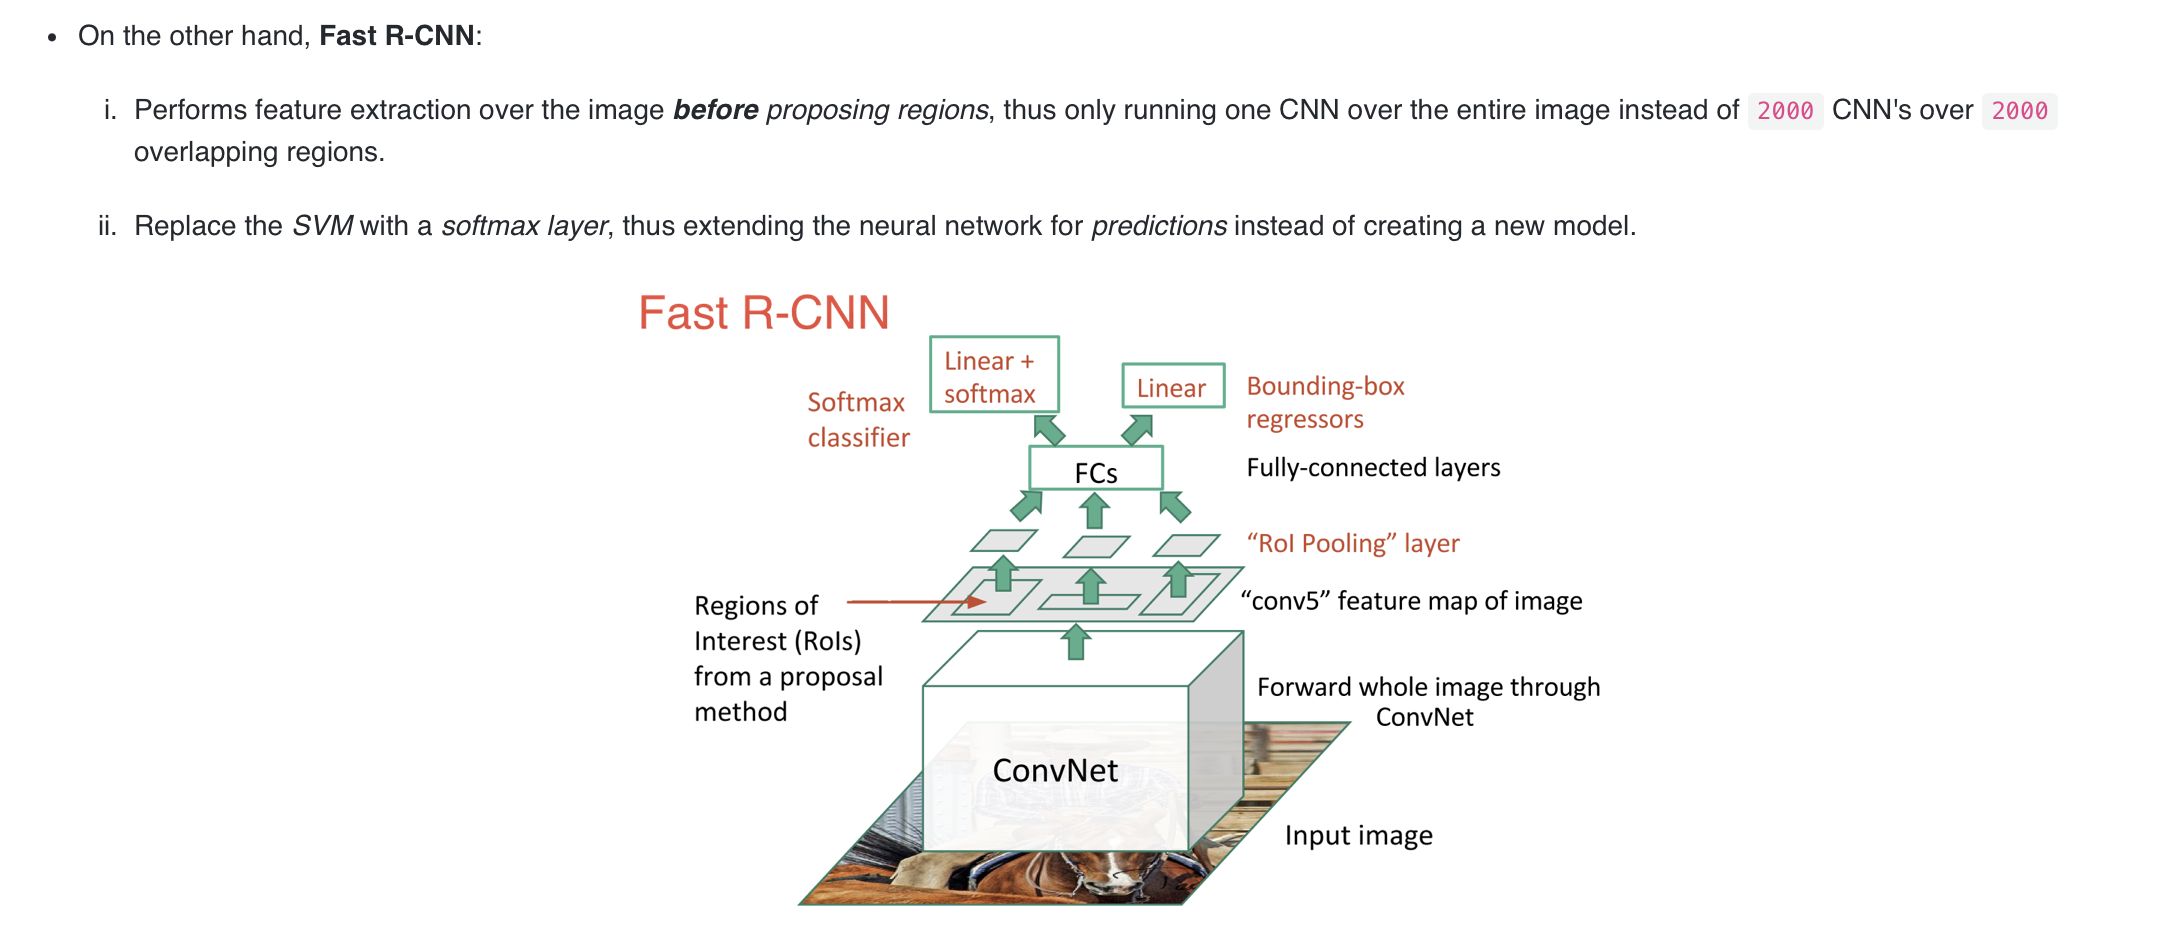 • On the other hand, Fast R-CNN:
i. Performs feature extraction over the image before proposing regions, thus only running one CNN over the entire image instead of 2000 CNN's over 2000
overlapping regions.
ii. Replace the SVM with a softmax layer, thus extending the neural network for predictions instead of creating a new model.
Fast R-CNN
Linear +
softmax
Softmax
classifier
Linear
Bounding-box
regressors
FCs
Fully-connected layers
“RoI Pooling” layer
Regions of
Interest (RoIs)
from a proposal
method
“conv5” feature map of image
Forward whole image through
ConvNet
ConvNet
Input image